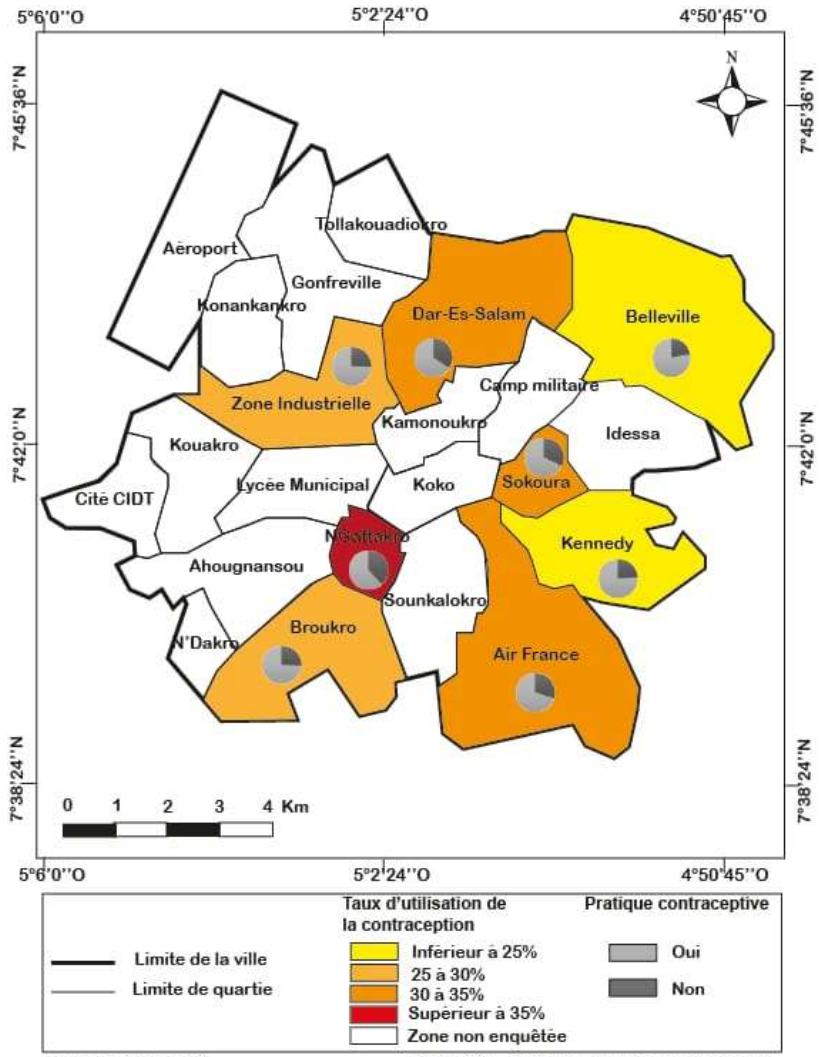 5°6'0''O 5°2'24''O 4°50'45''O
N
7°45'36''N 7°45'36''N
Tollakouadiokro
Aèroport
Gonfreville
Konankankro
Dar-Es-Salam
Belleville
Camp militaire
Zone Industrielle
Kamonoukro
Idessa
Kouakro
7°42'0''N 7°42'0''N
Lycée Municipal
Koko
Sokoura
Citè CIDT
N'Gattakro
Kennedy
Ahougnansou
Sounkalokro
Broukro
N'Dakro
Air France
7°38'24''N 7°38'24''N
0 1 2 3 4 Km
5°6'0''O 5°2'24''O 4°50'45''O
Taux d'utilisation de
la contraception
Pratique contraceptive
Limite de la ville
Limite de quartie
Infèrieur à 25%
25 à 30%
30 à 35%
Supèrieur à 35%
Zone non enquêtée
Oui
Non